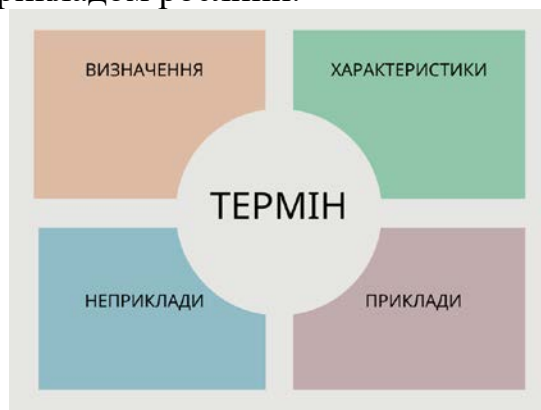 ВИЗНАЧЕННЯ
ХАРАКТЕРИСТИКИ
ТЕРМІН
НЕПРИКЛАДИ
ПРИКЛАДИ